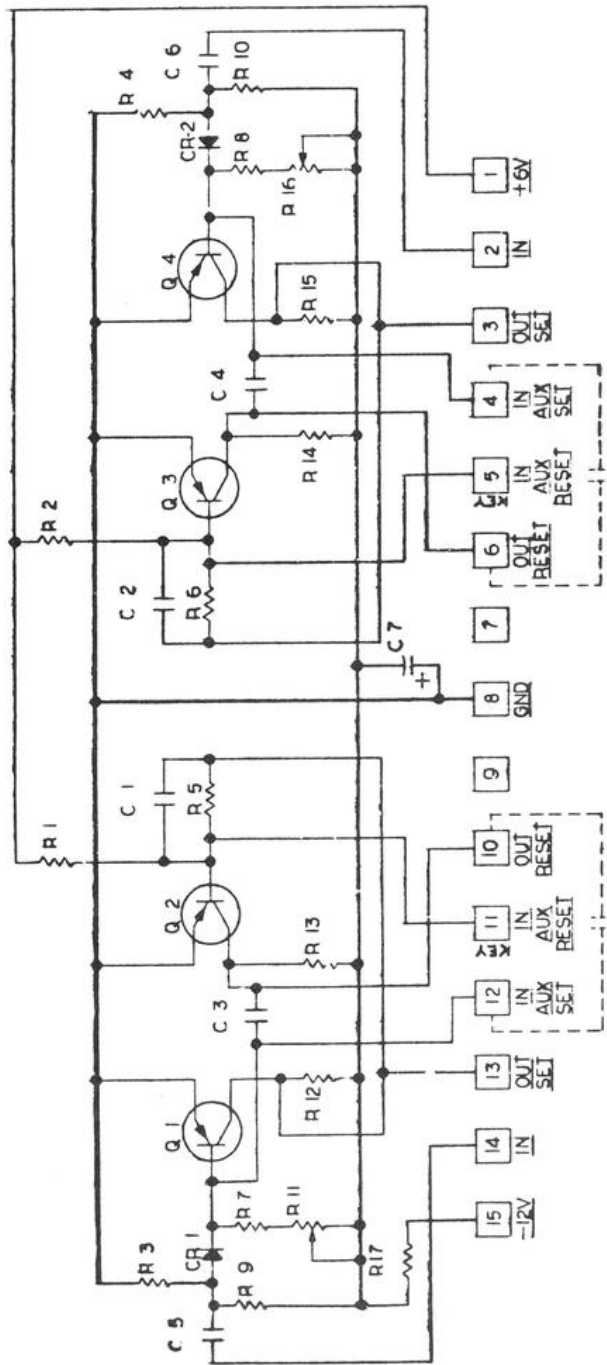 R 1
R 2
R 4
C 1
C 2
R 3
C 6
Q 1
Q 2
Q 3
Q 4
C 5
CR 1
R 5
R 6
CR-2
C 3
C 4
R 9
R 7
R 8
R 10
R 11
R 16
R 12
R 13
R 14
R 15
R17
C 7
+
KEY
KEY
15
14
13
12
11
10
9
8
7
6
5
4
3
2
1
-12V
IN
OUT SET
IN AUX SET
IN AUX RESET
OUT RESET
GND
OUT RESET
IN AUX RESET
IN AUX SET
OUT SET
IN
+6V